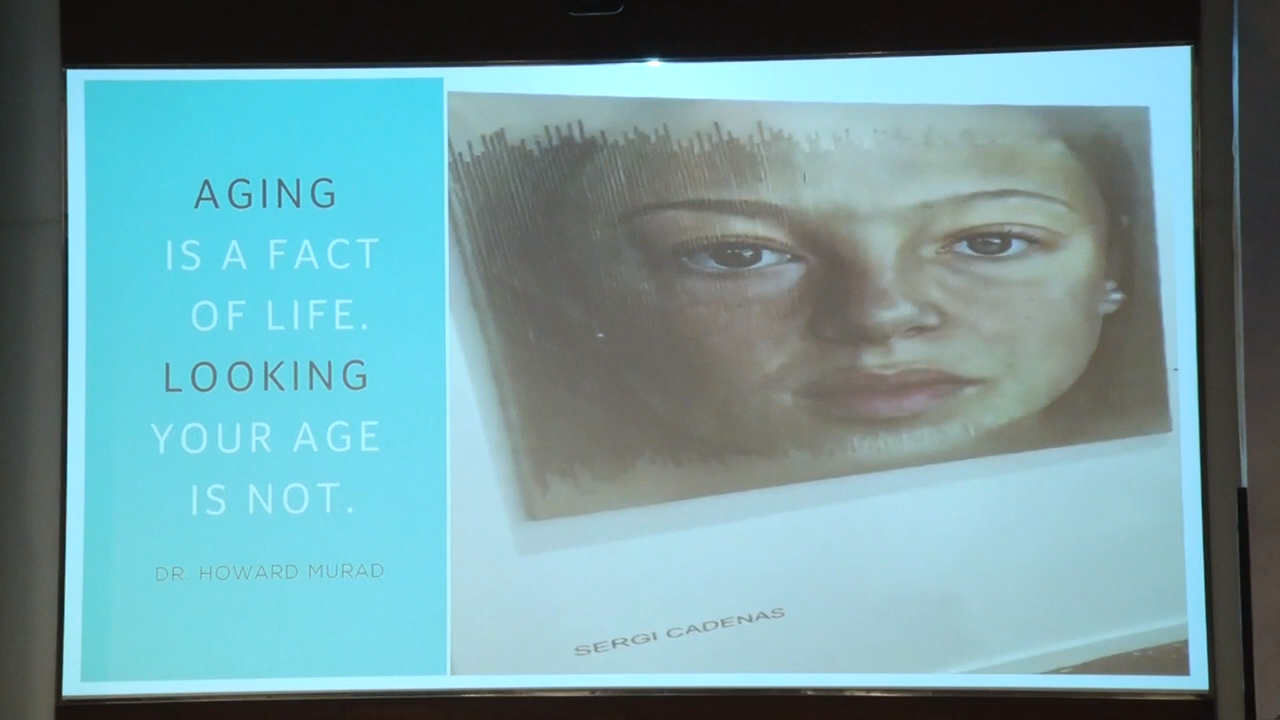 AGING
IS A FACT
OF LIFE.
LOOKING
YOUR AGE
IS NOT.
DR. HOWARD MURAD
SERGI CADENAS